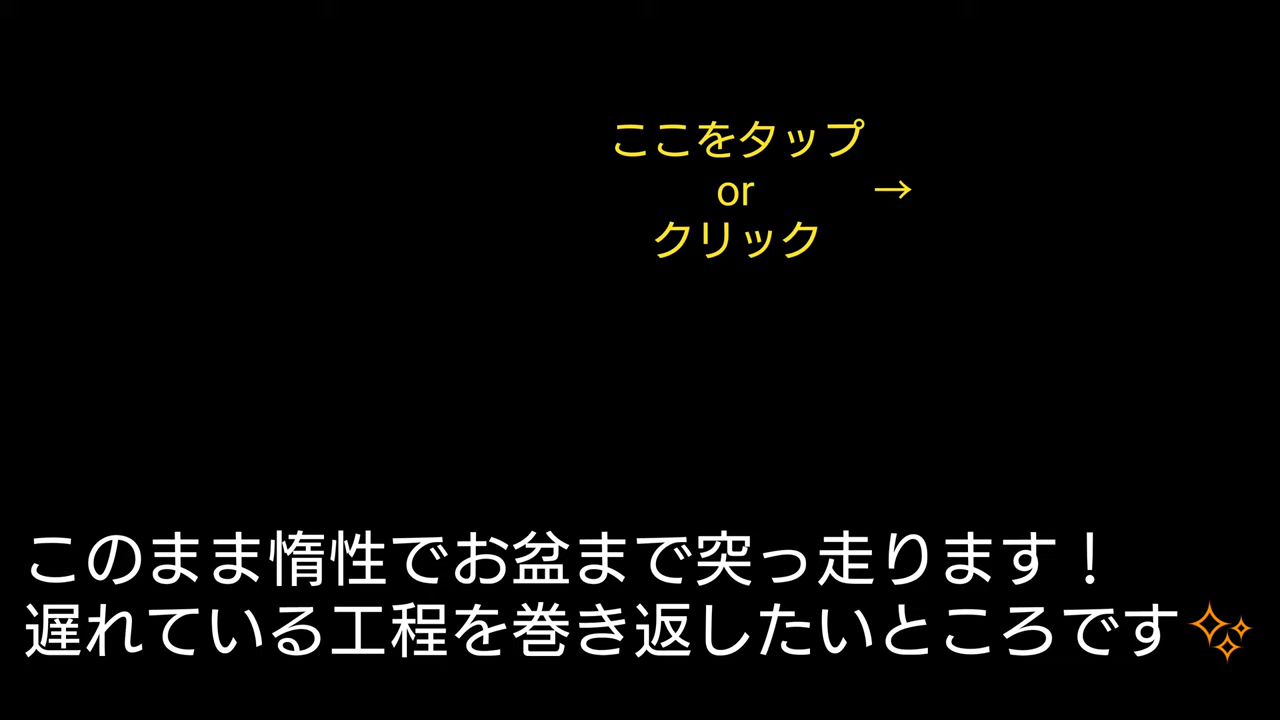 ここをタップ
or →
クリック
このまま惰性でお盆まで突っ走ります！
遅れている工程を巻き返したいところです✨